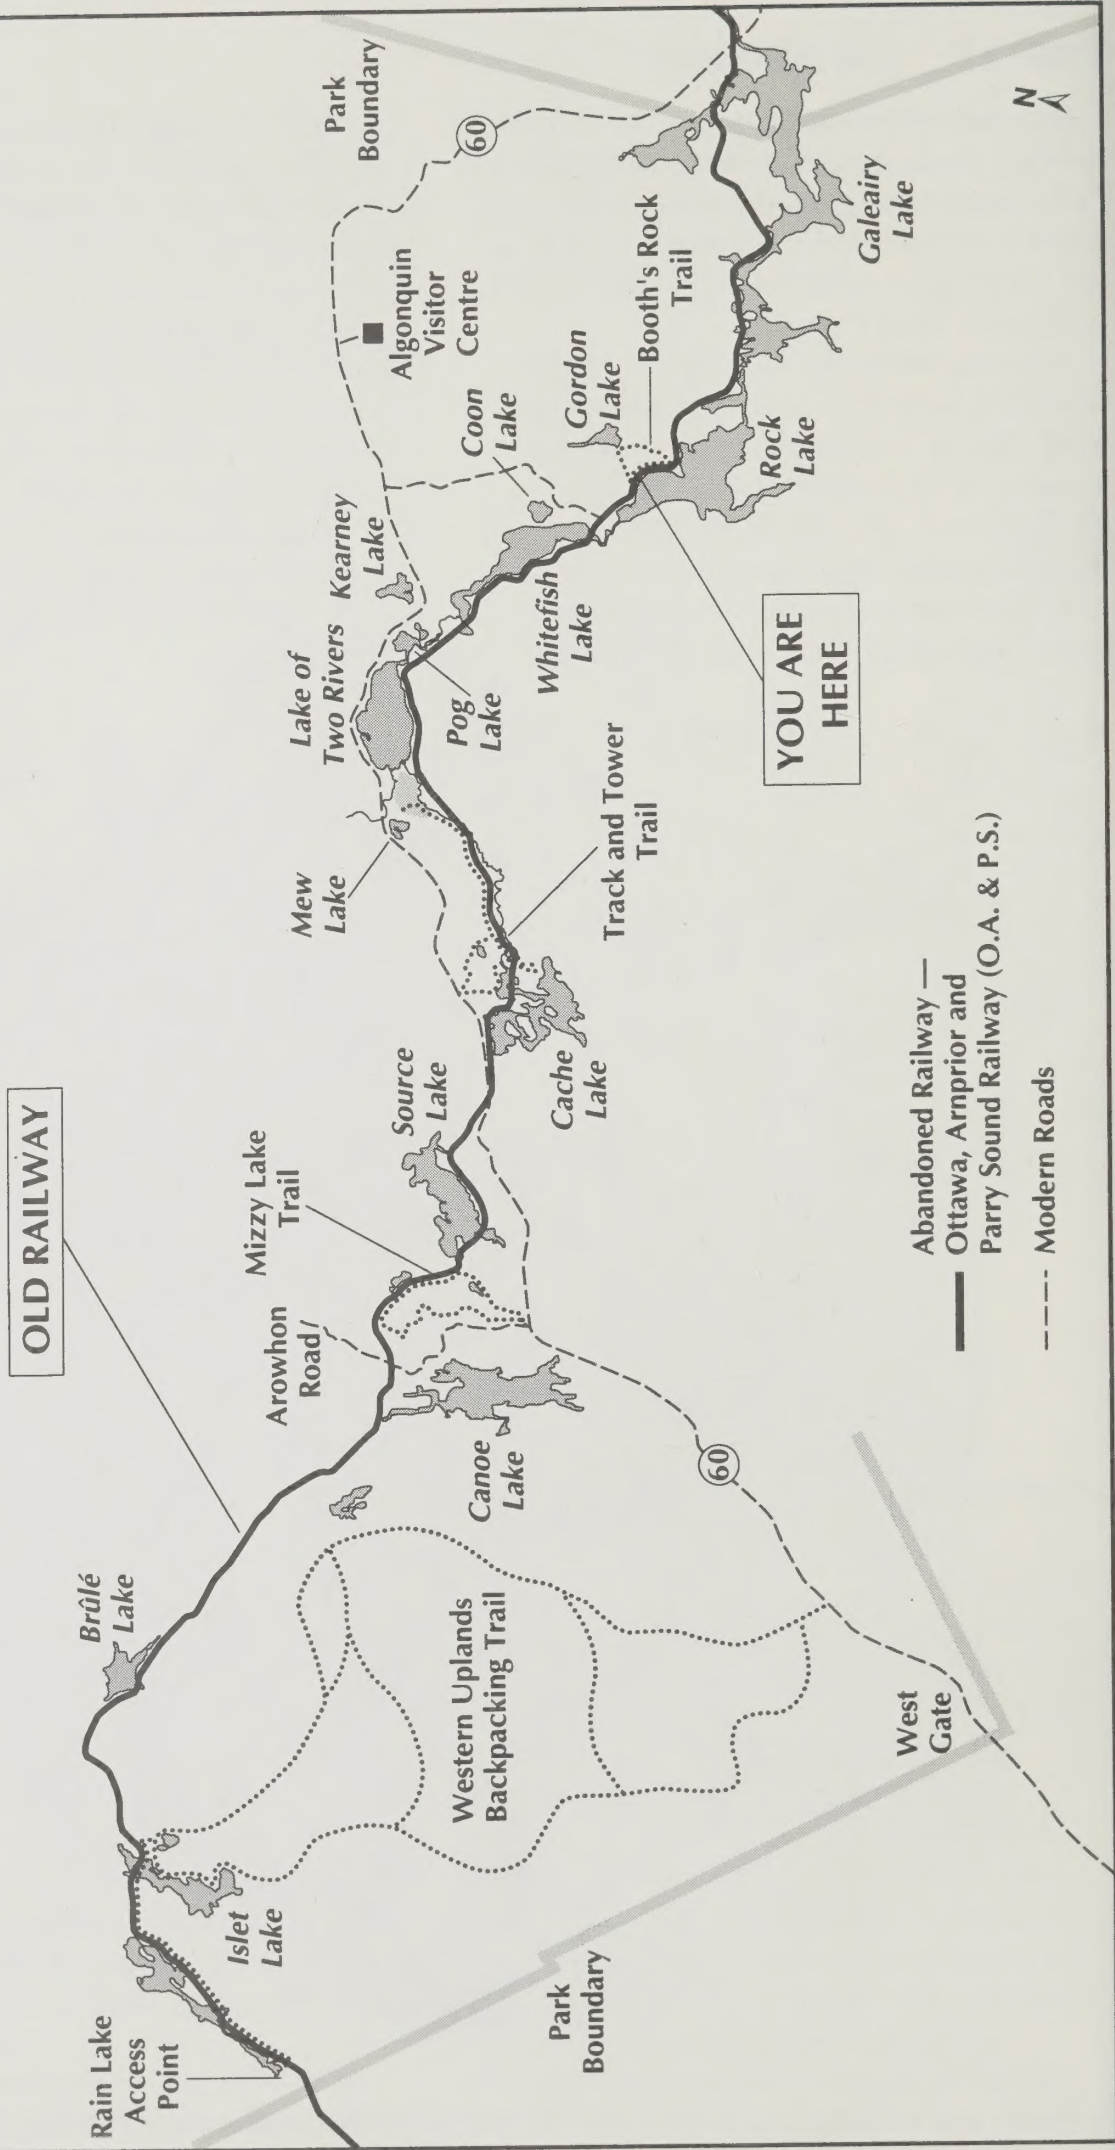 OLD RAILWAY
Rain Lake
Access
Point
Islet
Lake
Brûlé
Lake
Park
Boundary
Western Uplands
Backpacking Trail
West
Gate
60
Canoe
Lake
Arowhon
Road
Mizzy Lake
Trail
Source
Lake
Cache
Lake
Mew
Lake
Track and Tower
Trail
Lake of
Two Rivers
Pog
Lake
Kearney
Lake
Whitefish
Lake
Coon
Lake
YOU ARE
HERE
Gordon
Lake
Booth's Rock
Trail
Rock
Lake
Algonquin
Visitor
Centre
Park
Boundary
60
Galeairy
Lake
N
Abandoned Railway —
Ottawa, Arnprior and
Parry Sound Railway (O.A. & P.S.)
Modern Roads